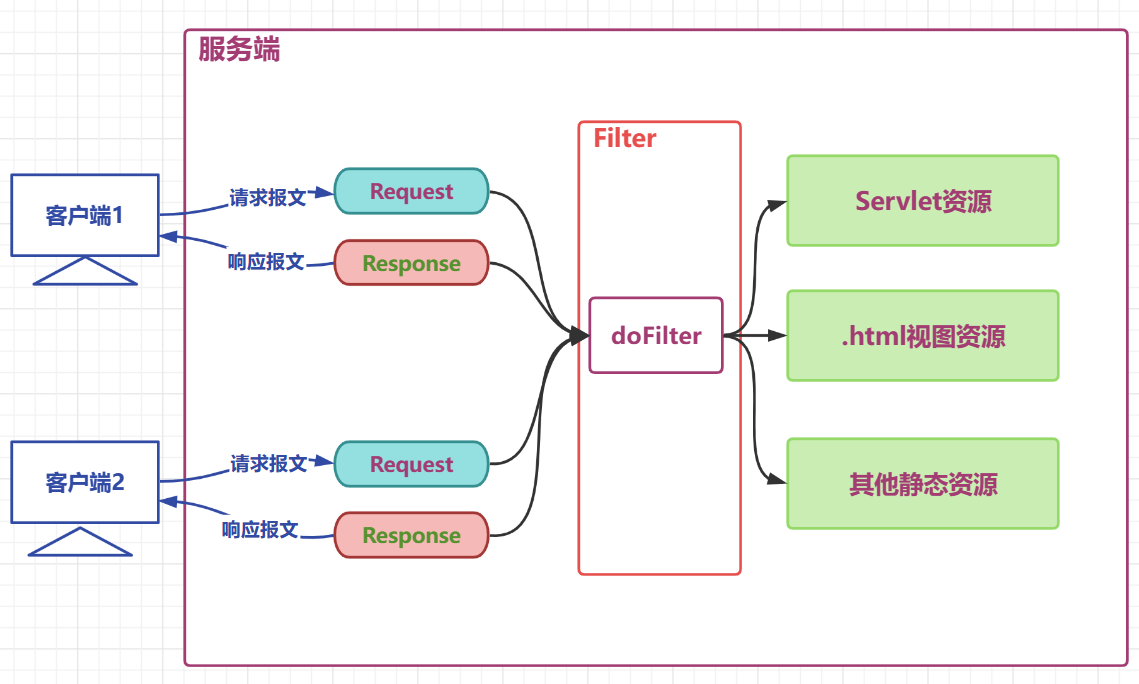 服务端
Filter
客户端1
请求报文
Request
响应报文
Response
doFilter
Servlet资源
.html视图资源
其他静态资源
客户端2
请求报文
Request
响应报文
Response